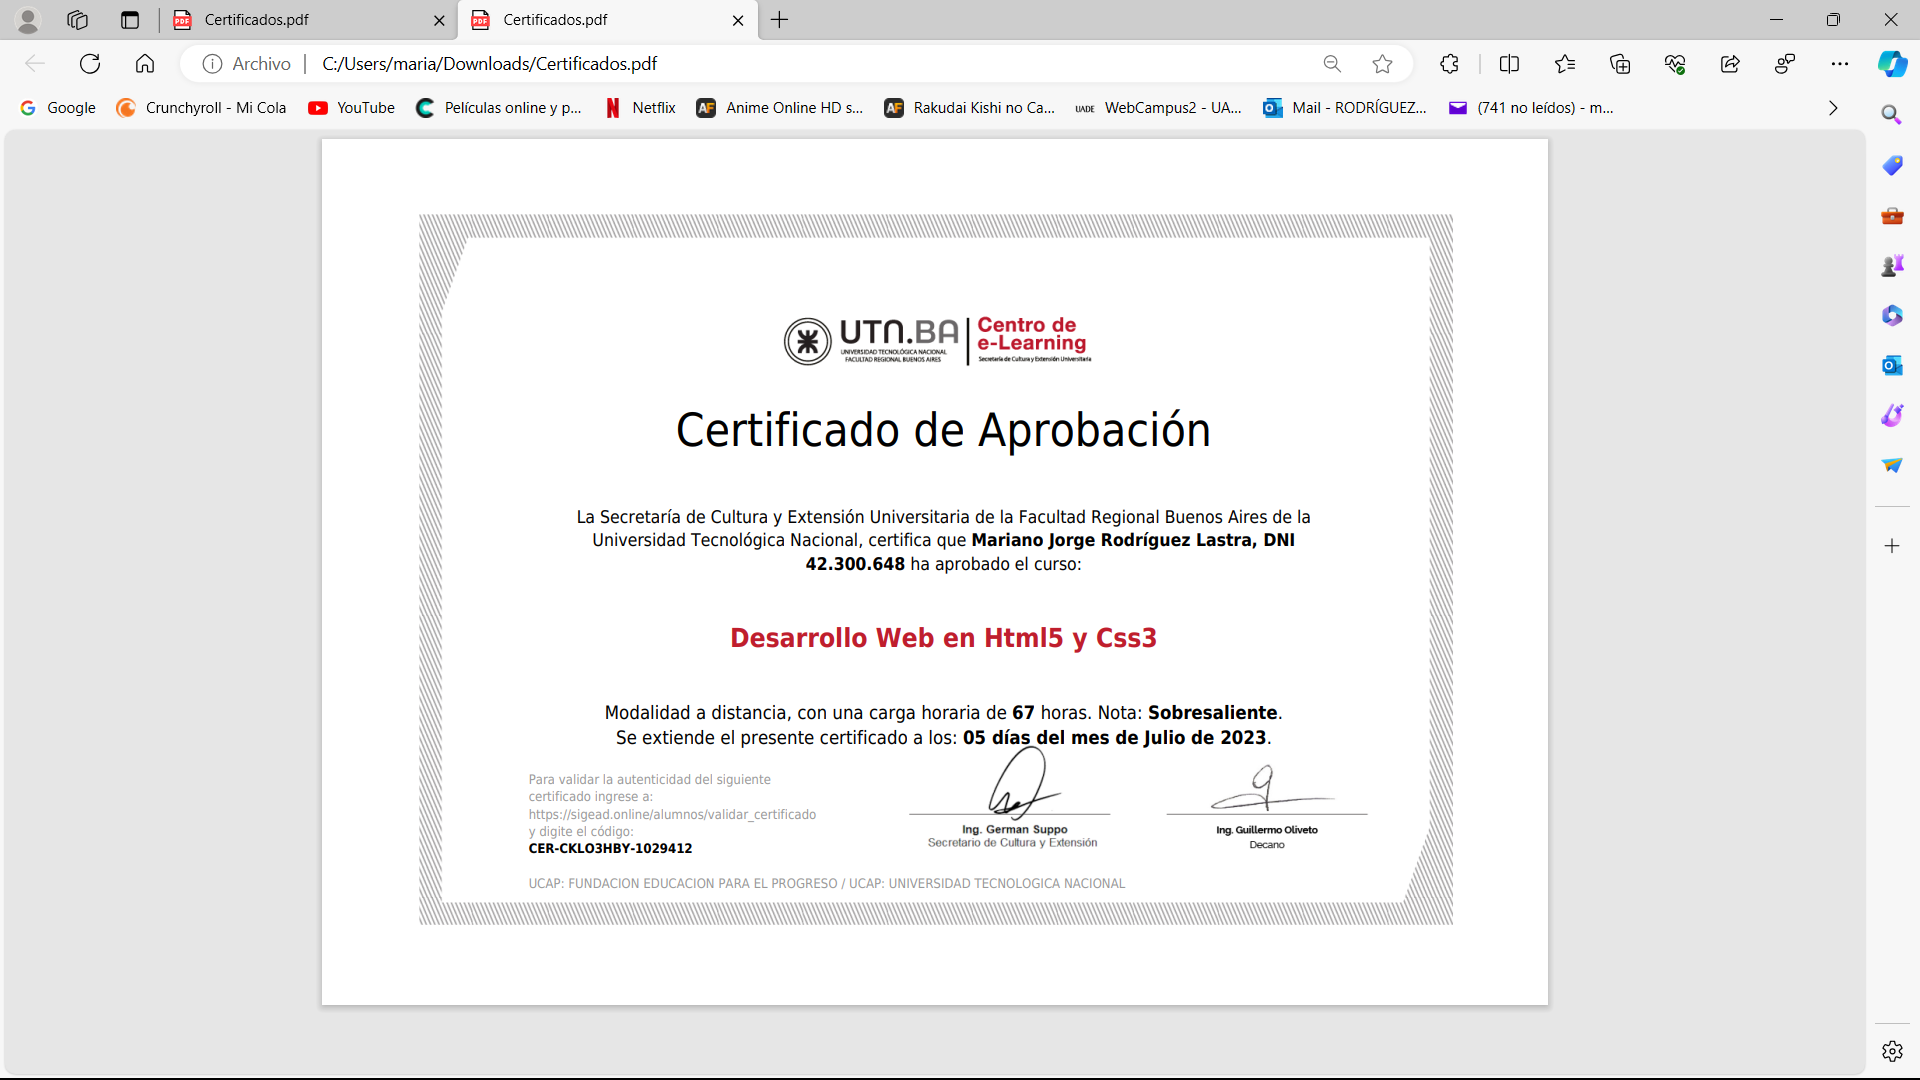 Certificados.pdf
Certificados.pdf
Archivo
C:/Users/maria/Downloads/Certificados.pdf
Google
Crunchyroll - Mi Cola
YouTube
Películas online y p...
Netflix
Anime Online HD s...
Rakudai Kishi no Ca...
UADE WebCampus2 - UA...
Mail - RODRÍGUEZ...
(741 no leídos) - m...
UTN.BA
UNIVERSIDAD TECNOLÓGICA NACIONAL
FACULTAD REGIONAL BUENOS AIRES
Centro de
e-Learning
Secretaría de Cultura y Extensión Universitaria
Certificado de Aprobación
La Secretaría de Cultura y Extensión Universitaria de la Facultad Regional Buenos Aires de la
Universidad Tecnológica Nacional, certifica que Mariano Jorge Rodríguez Lastra, DNI
42.300.648 ha aprobado el curso:
Desarrollo Web en Html5 y Css3
Modalidad a distancia, con una carga horaria de 67 horas. Nota: Sobresaliente.
Se extiende el presente certificado a los: 05 días del mes de Julio de 2023.
Para validar la autenticidad del siguiente
certificado ingrese a:
https://sigead.online/alumnos/validar_certificado
y digite el código:
CER-CKLO3HBY-1029412
Ing. German Suppo
Secretario de Cultura y Extensión
Ing. Guillermo Oliveto
Decano
UCAP: FUNDACION EDUCACION PARA EL PROGRESO / UCAP: UNIVERSIDAD TECNOLOGICA NACIONAL